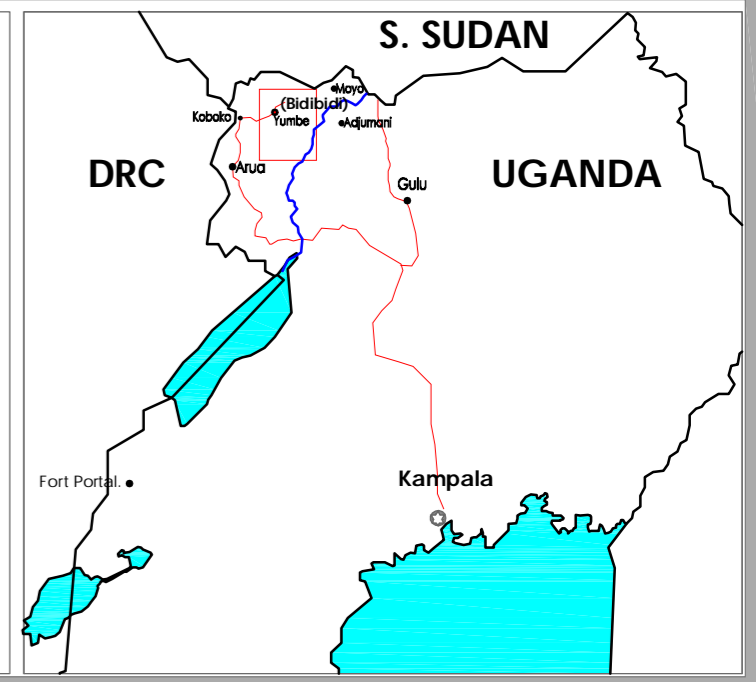 S. SUDAN
Moyo
(Bidibidi)
Koboko
Yumbe
Adjumani
DRC
Arua
UGANDA
Gulu
Fort Portal.
Kampala